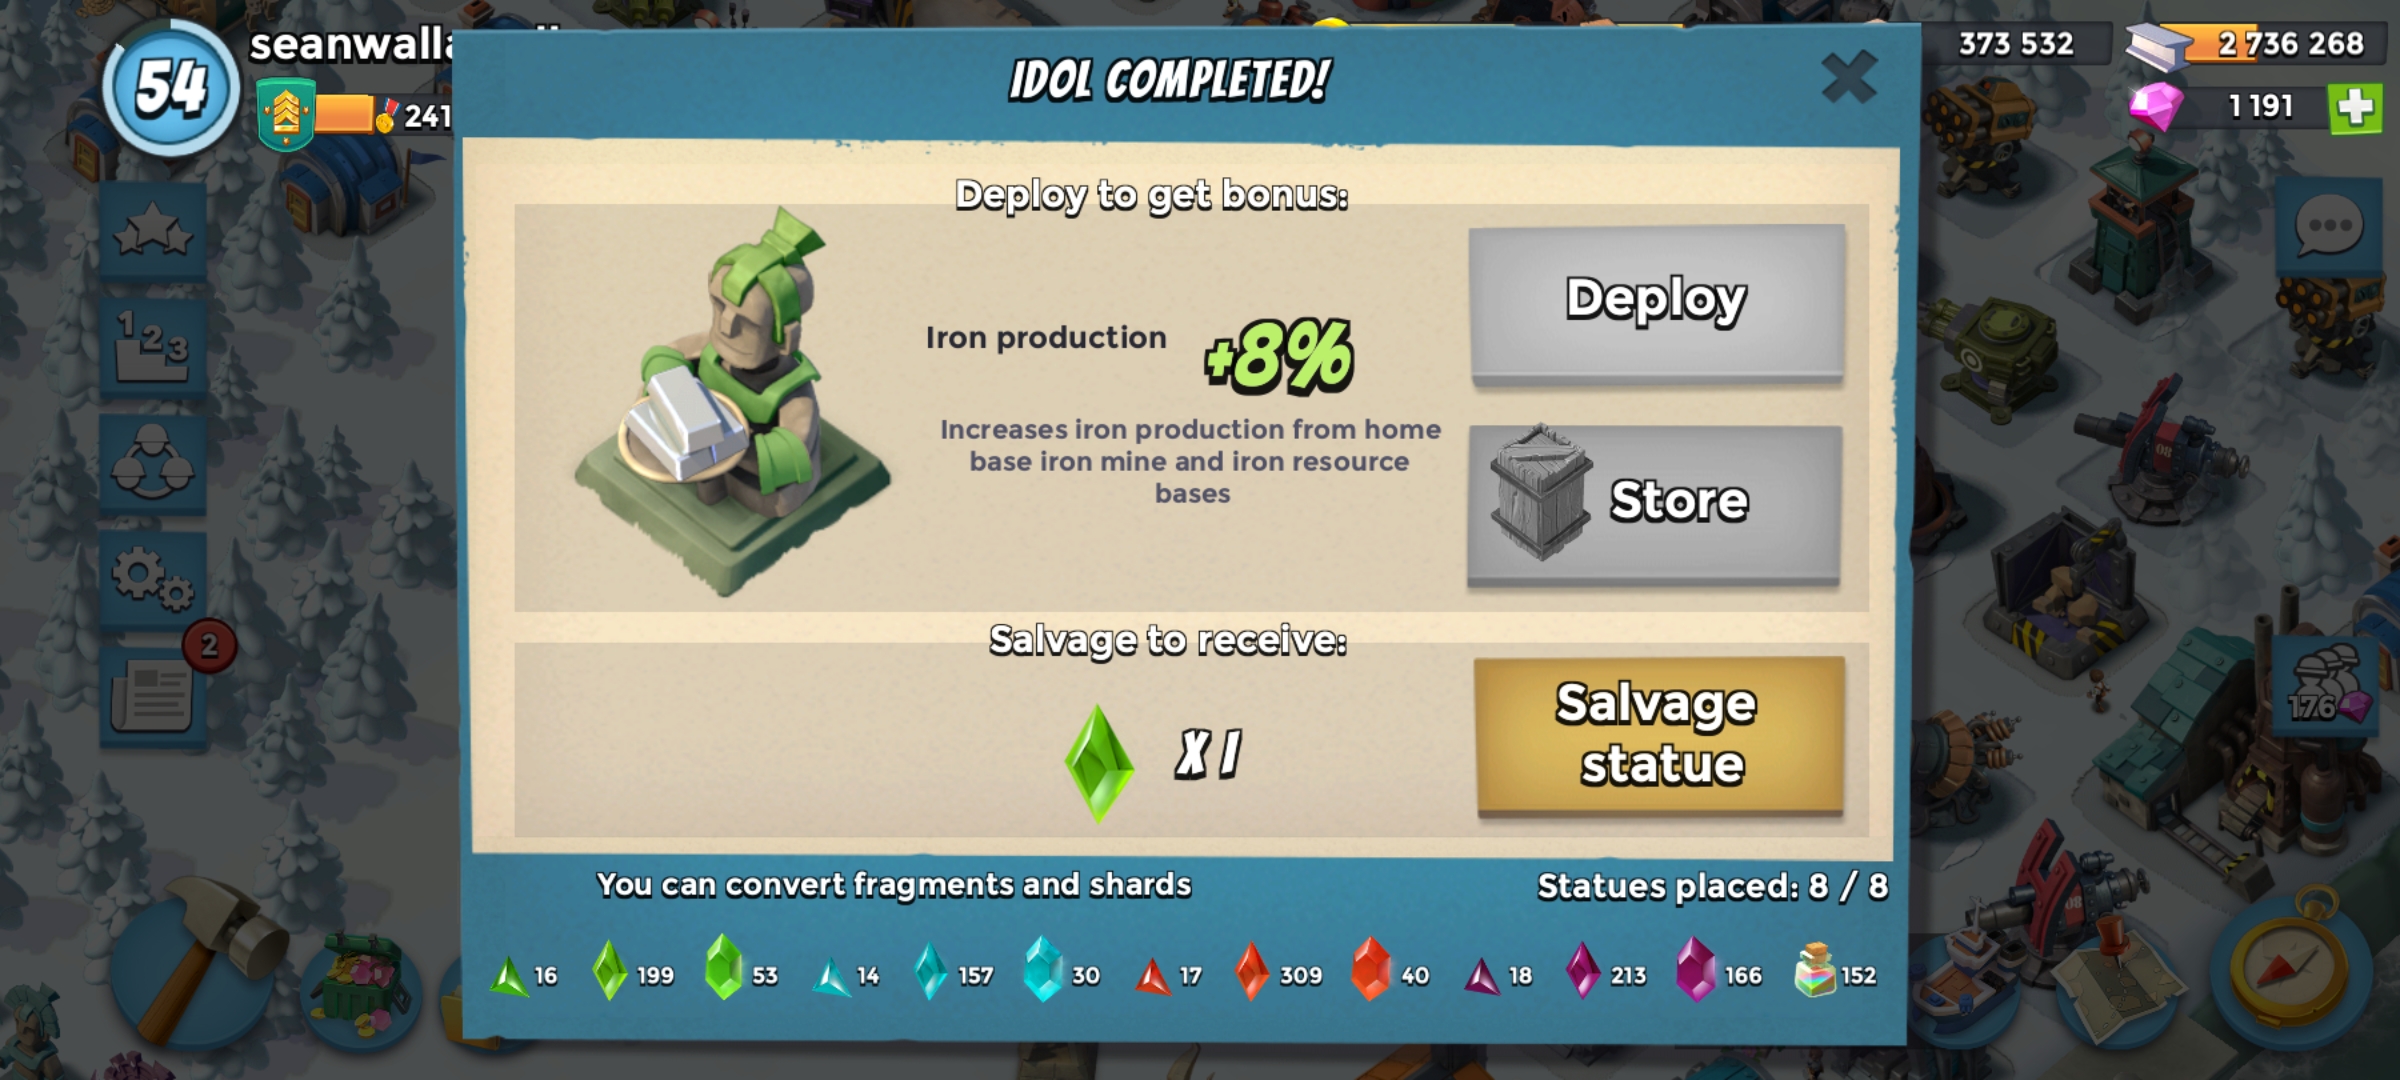 54
241
IDOL COMPLETED!
373 532
2 736 268
1 191
Deploy to get bonus:
Iron production
+8%
Increases iron production from home
base iron mine and iron resource
bases
Deploy
Store
123
2
Salvage to receive:
X 1
Salvage
statue
176
You can convert fragments and shards
Statues placed: 8 / 8
16
199
53
14
157
30
17
309
40
18
213
166
152
08
08